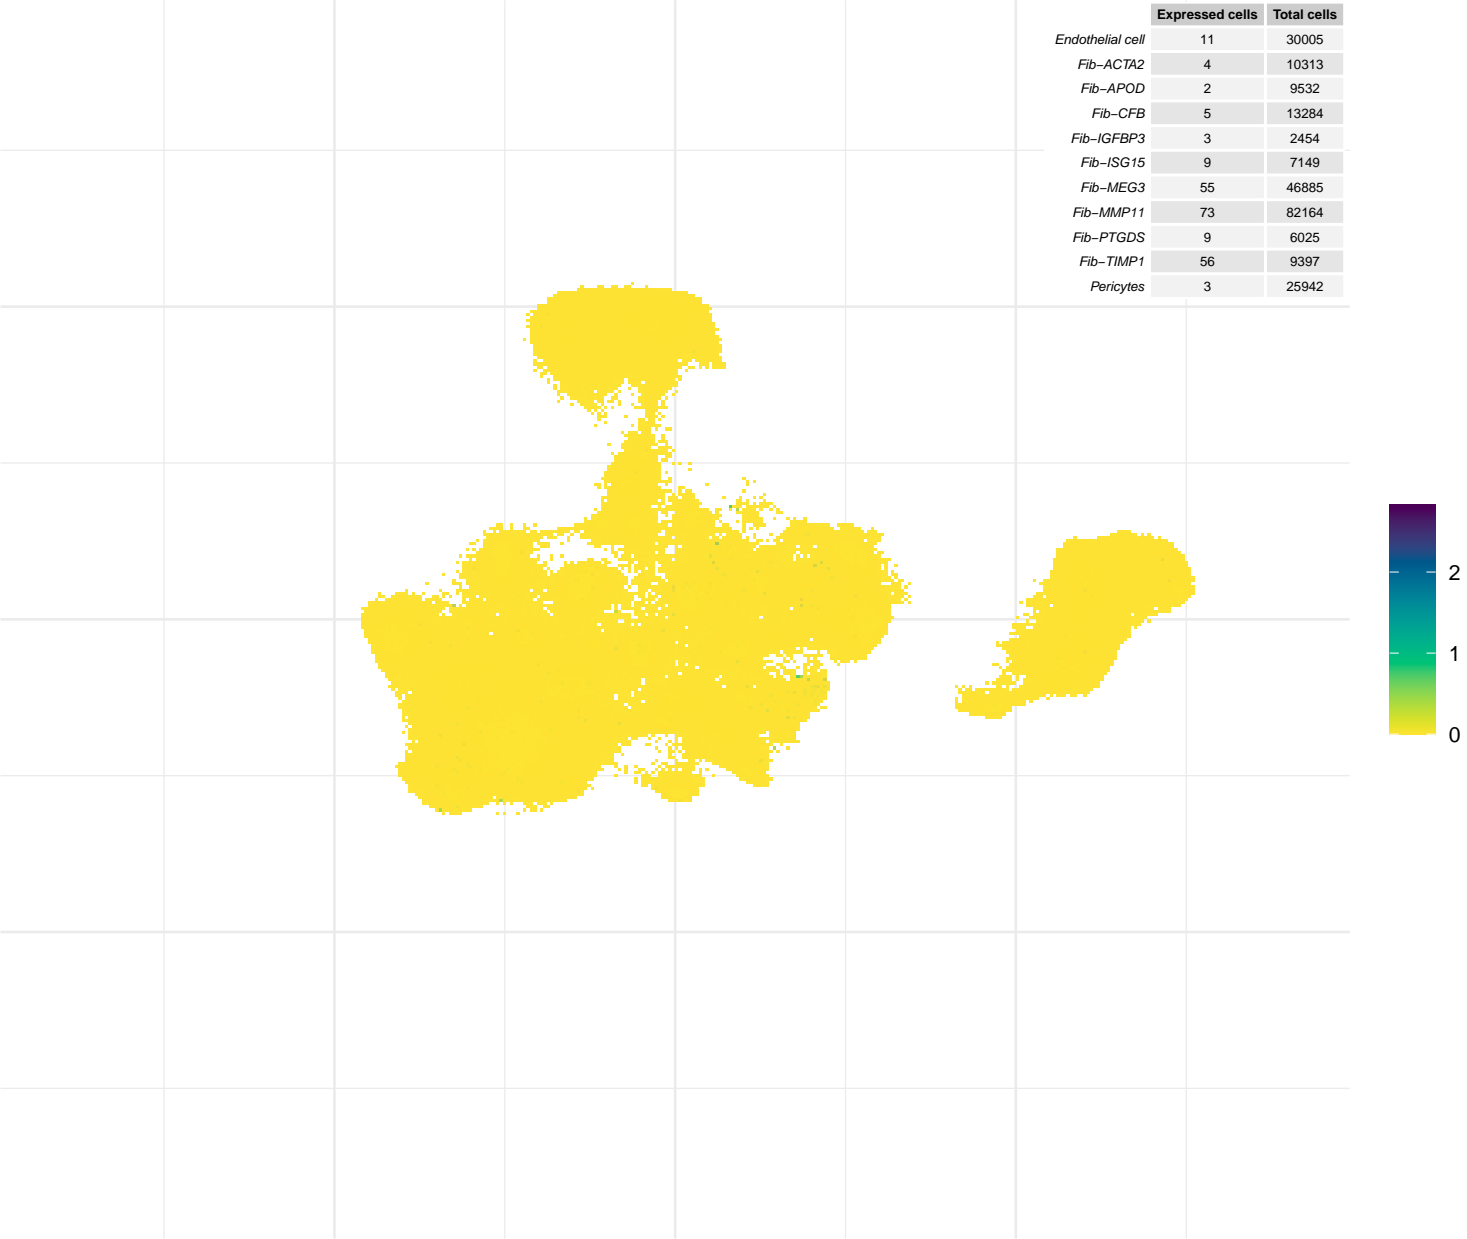 Expressed cells Total cells
Endothelial cell 11 30005
Fib−ACTA2 4 10313
Fib−APOD 2 9532
Fib−CFB 5 13284
Fib−IGFBP3 3 2454
Fib−ISG15 9 7149
Fib−MEG3 55 46885
Fib−MMP11 73 82164
Fib−PTGDS 9 6025
Fib−TIMP1 56 9397
Pericytes 3 25942
2
1
0